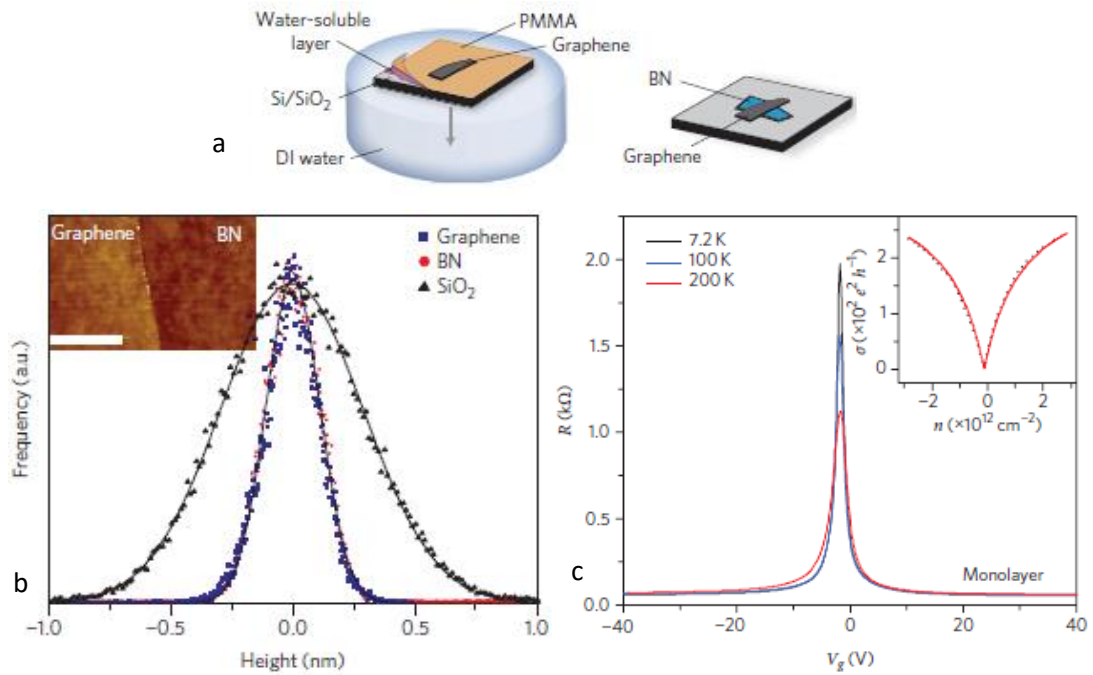 Water-soluble
layer
PMMA
Graphene
Si/SiO2
DI water
a
BN
Graphene
Graphene
BN
Graphene
BN
SiO2
Frequency (a.u.)
−1.0
−0.5
0.0
0.5
1.0
Height (nm)
b
7.2 K
100 K
200 K
2.0
1.5
1.0
0.5
0.0
R (kΩ)
−40
−20
0
20
40
Vg (V)
c
Monolayer
2
1
0
σ (×10² e² h⁻¹)
−2
0
2
n (×10¹² cm⁻²)